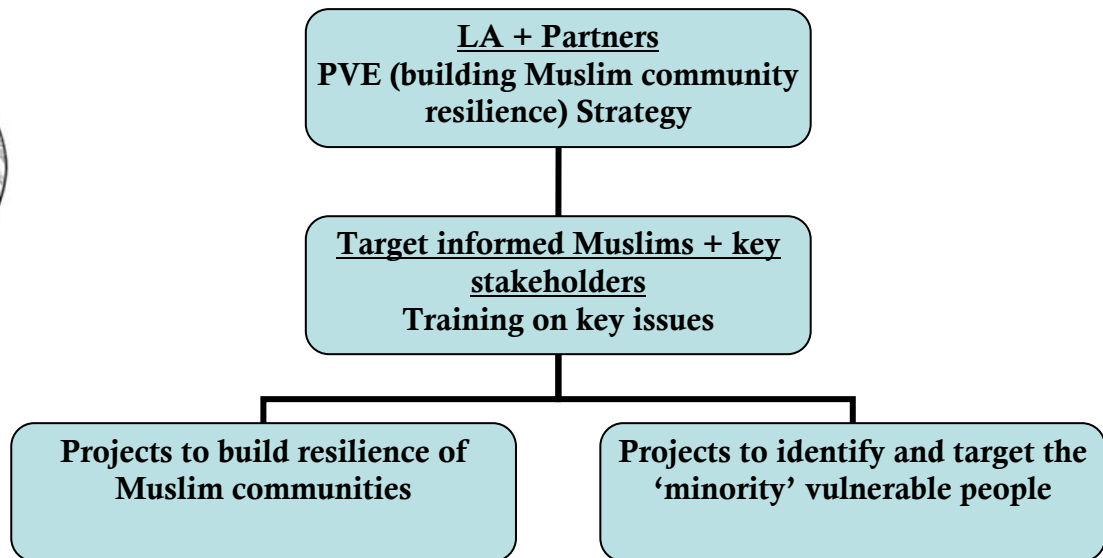 LA + Partners
PVE (building Muslim community
resilience) Strategy
Target informed Muslims + key
stakeholders
Training on key issues
Projects to build resilience of
Muslim communities
Projects to identify and target the
‘minority’ vulnerable people